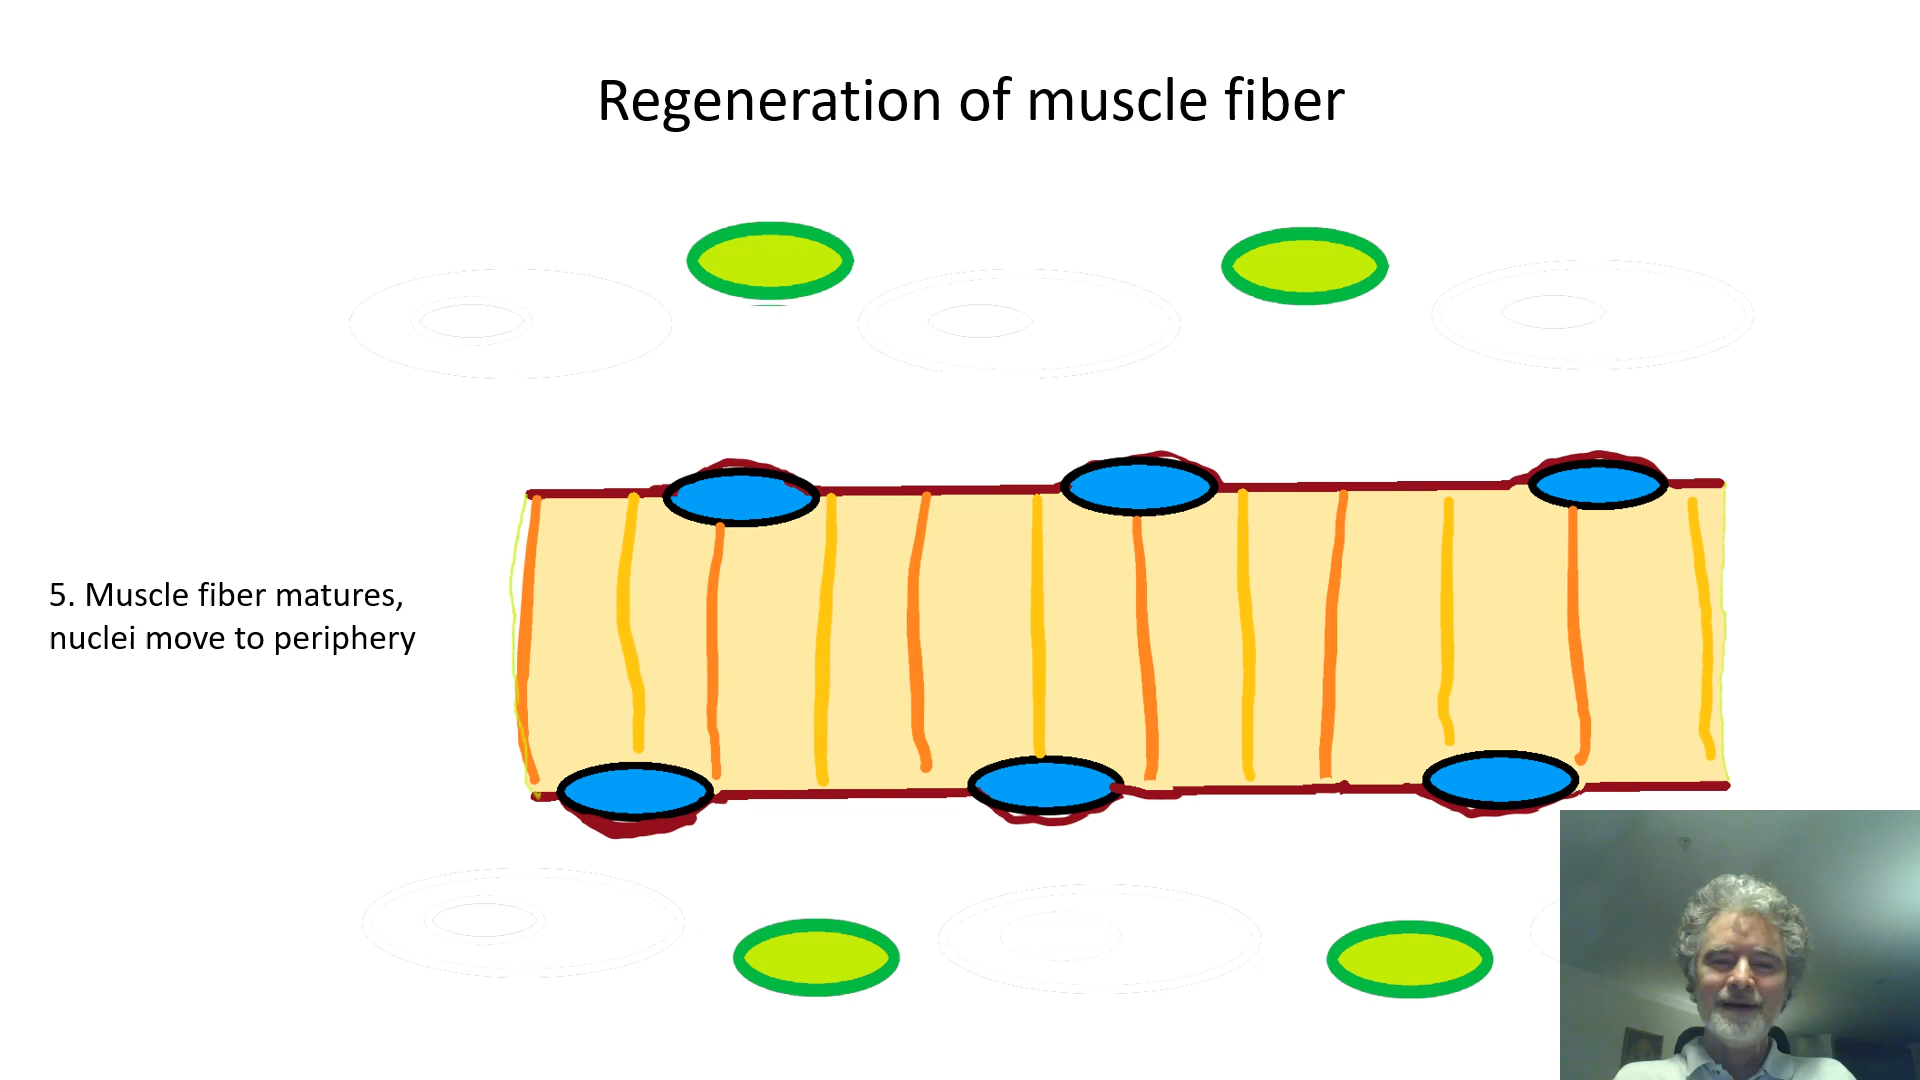 Regeneration of muscle fiber
5. Muscle fiber matures,
nuclei move to periphery